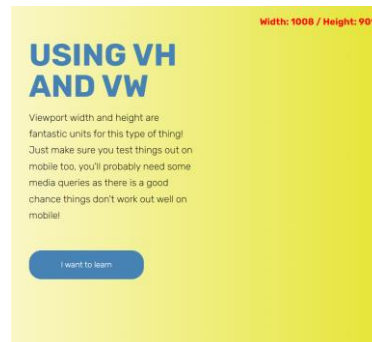 Width: 1008 / Height: 90
USING VH
AND VW
Viewport width and height are
fantastic units for this type of thing!
Just make sure you test things out on
mobile too, you'll probably need some
media queries as there is a good
chance things don't work out well on
mobile!
I want to learn